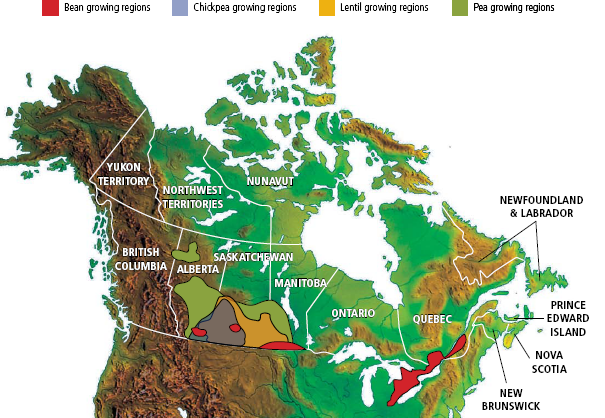 Bean growing regions
Chickpea growing regions
Lentil growing regions
Pea growing regions
YUKON
TERRITORY
NORTHWEST
TERRITORIES
NUNAVUT
NEWFOUNDLAND
& LABRADOR
BRITISH
COLUMBIA
ALBERTA
SASKATCHEWAN
MANITOBA
ONTARIO
QUEBEC
PRINCE
EDWARD
ISLAND
NOVA
SCOTIA
NEW
BRUNSWICK